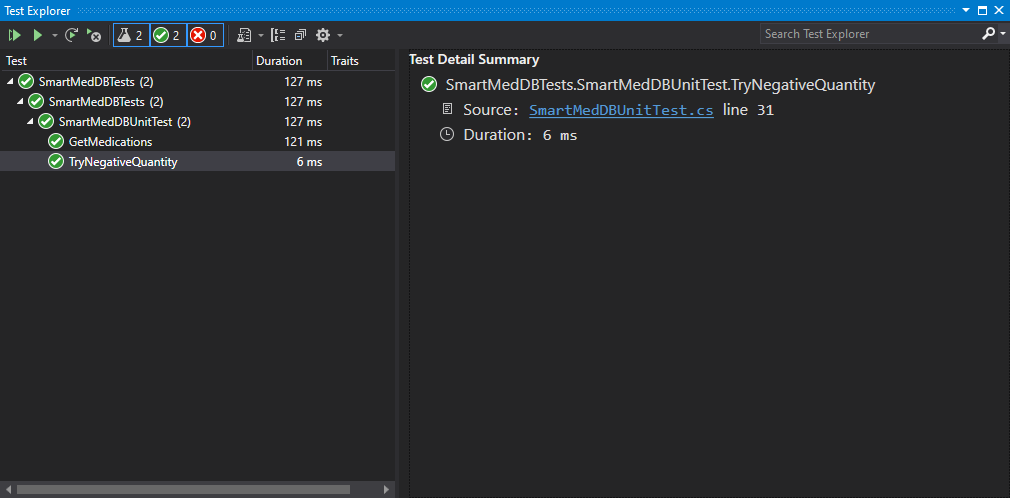 Test Explorer
2 2 0
Search Test Explorer
Test Duration Traits
SmartMedDBTests (2) 127 ms
SmartMedDBTests (2) 127 ms
SmartMedDBUnitTest (2) 127 ms
GetMedications 121 ms
TryNegativeQuantity 6 ms
Test Detail Summary
SmartMedDBTests.SmartMedDBUnitTest.TryNegativeQuantity
Source: SmartMedDBUnitTest.cs line 31
Duration: 6 ms